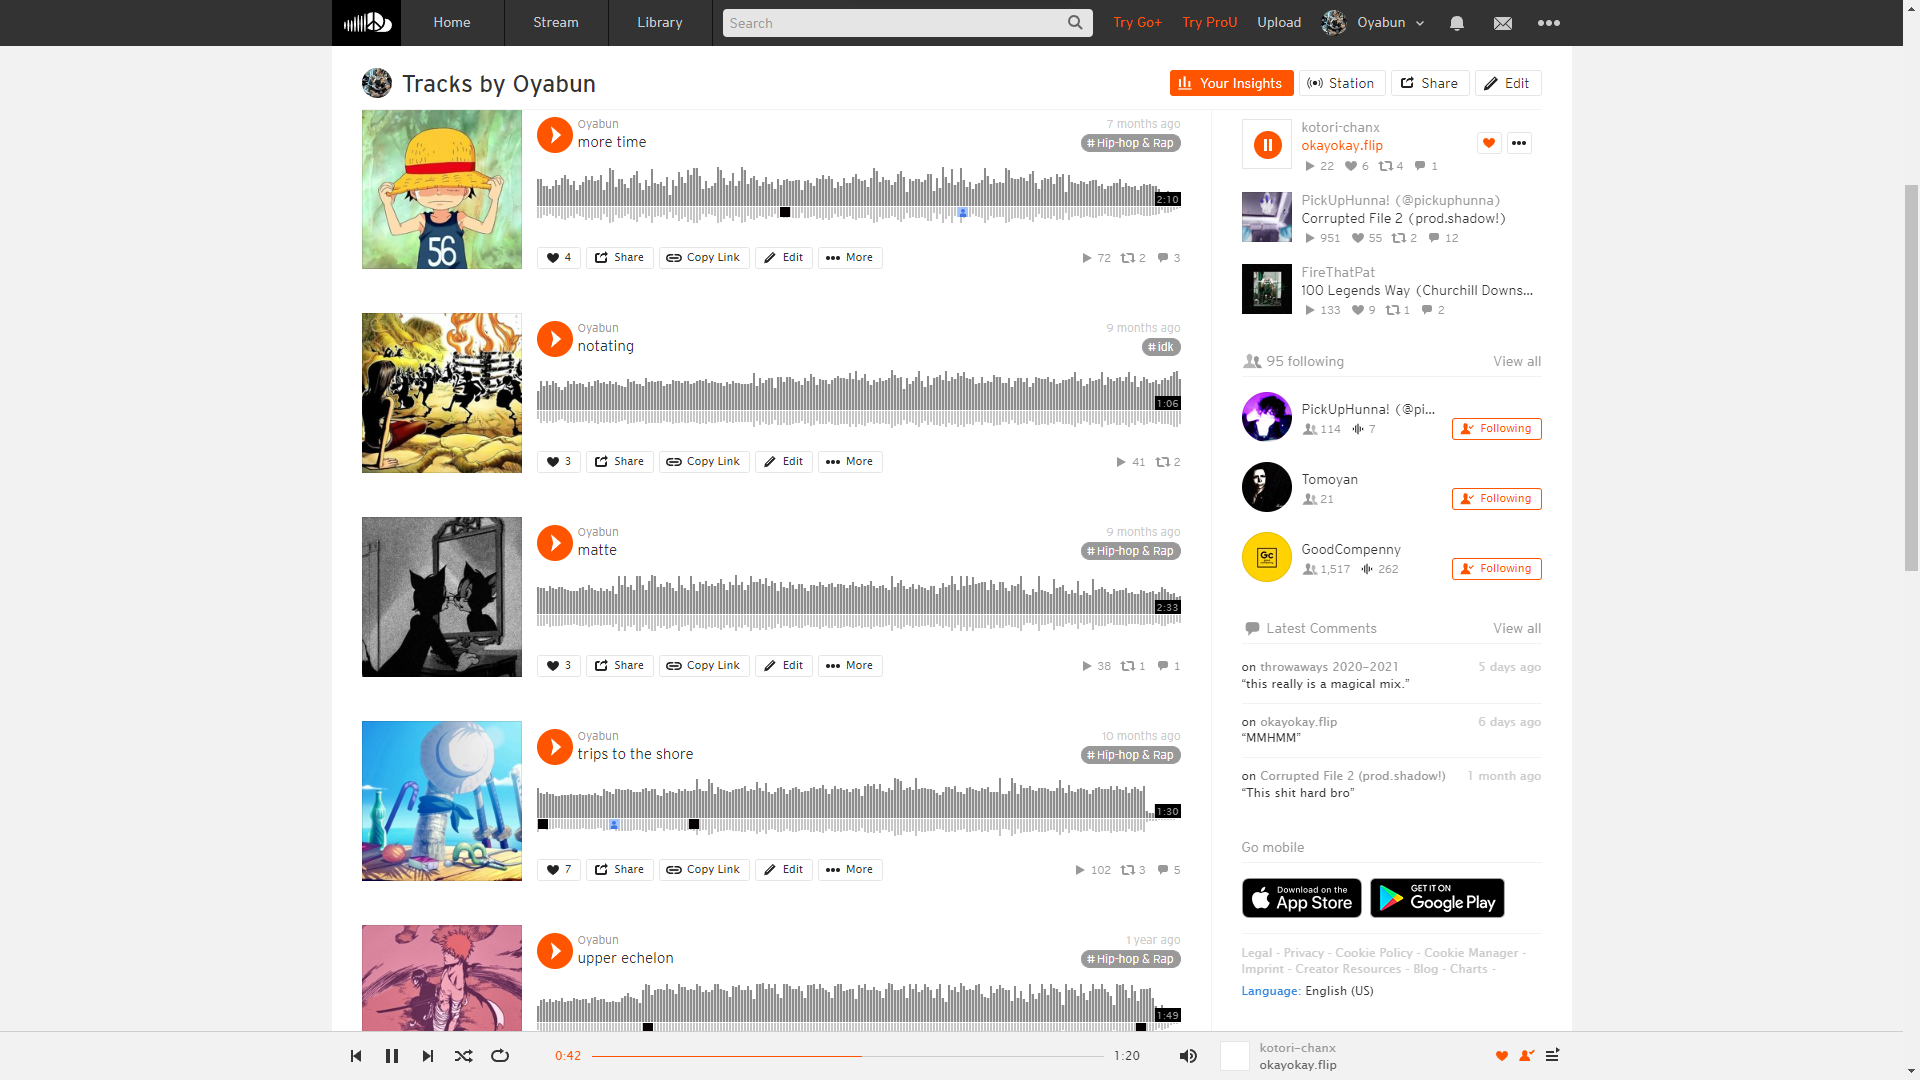 Home
Stream
Library
Search
Try Go+
Try ProU
Upload
Oyabun
Tracks by Oyabun
Your Insights
Station
Share
Edit
Oyabun
7 months ago
more time
# Hip-hop & Rap
56
2:10
4
Share
Copy Link
Edit
More
72
2
3
Oyabun
9 months ago
notating
# idk
1:06
3
Share
Copy Link
Edit
More
41
2
Oyabun
9 months ago
matte
# Hip-hop & Rap
2:33
3
Share
Copy Link
Edit
More
38
1
1
Oyabun
10 months ago
trips to the shore
# Hip-hop & Rap
1:30
7
Share
Copy Link
Edit
More
102
3
5
Oyabun
1 year ago
upper echelon
# Hip-hop & Rap
1:49
kotori-chanx
okayokay.flip
22
6
4
1
PickUpHunna! (@pickuphunna)
Corrupted File 2 (prod.shadow!)
951
55
2
12
FireThatPat
100 Legends Way (Churchill Downs...
133
9
1
2
95 following
View all
PickUpHunna! (@pi...
114
7
Following
Tomoyan
21
Following
Gc
GoodCompenny
1,517
262
Following
Latest Comments
View all
on throwaways 2020-2021
5 days ago
“this really is a magical mix.”
on okayokay.flip
6 days ago
“MMHMM”
on Corrupted File 2 (prod.shadow!)
1 month ago
“This shit hard bro”
Go mobile
Download on the
App Store
GET IT ON
Google Play
Legal - Privacy - Cookie Policy - Cookie Manager -
Imprint - Creator Resources - Blog - Charts -
Language: English (US)
0:42
1:20
kotori-chanx
okayokay.flip